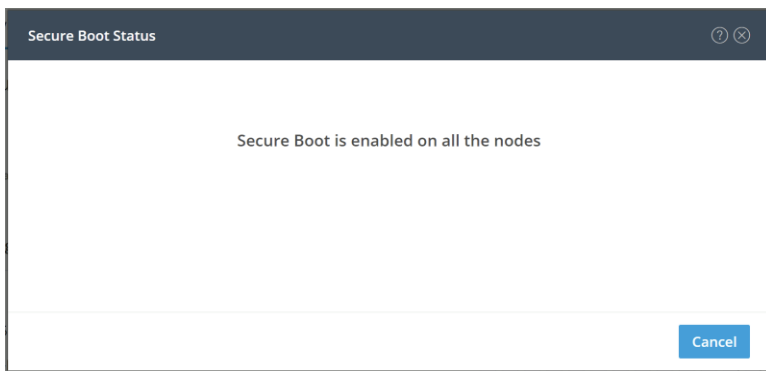 Secure Boot Status
Secure Boot is enabled on all the nodes
Cancel